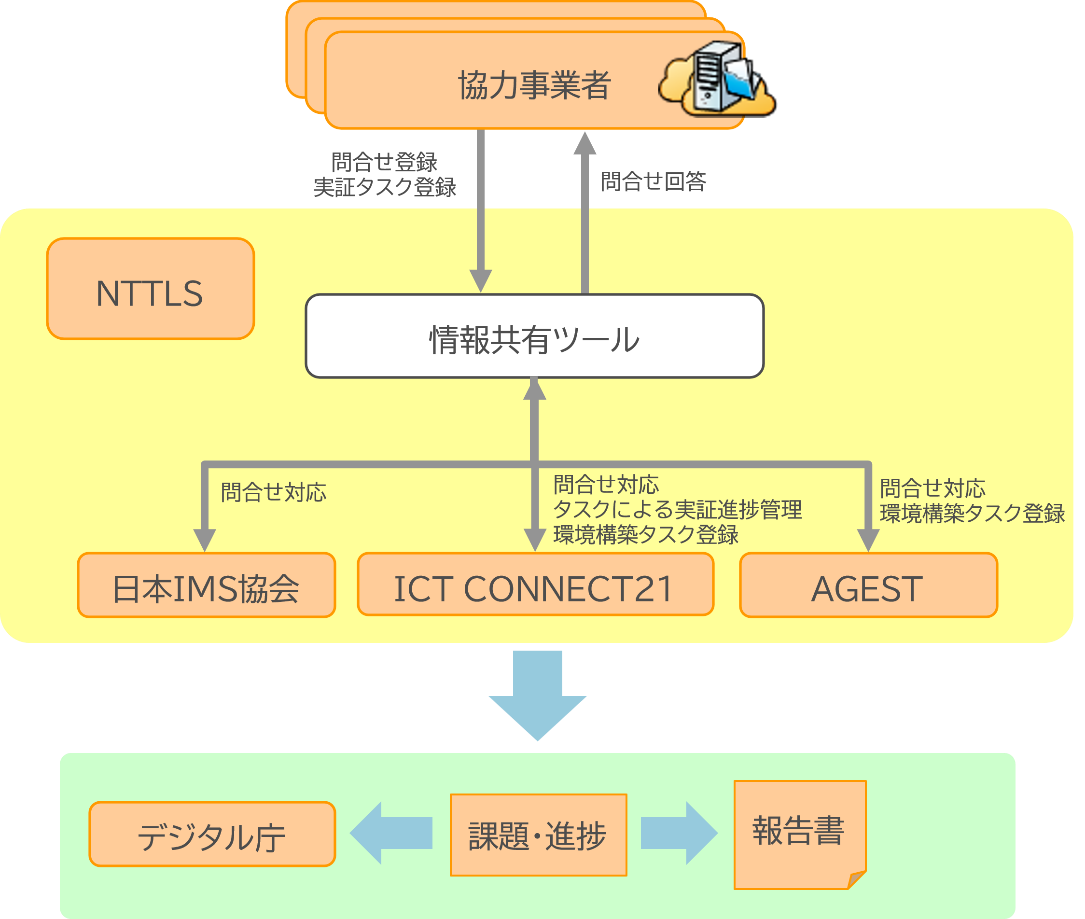 協力事業者
問合せ登録
実証タスク登録
問合せ回答
NTTLS
情報共有ツール
問合せ対応
問合せ対応
タスクによる実証進捗管理
環境構築タスク登録
問合せ対応
環境構築タスク登録
日本IMS協会
ICT CONNECT21
AGEST
デジタル庁
課題・進捗
報告書